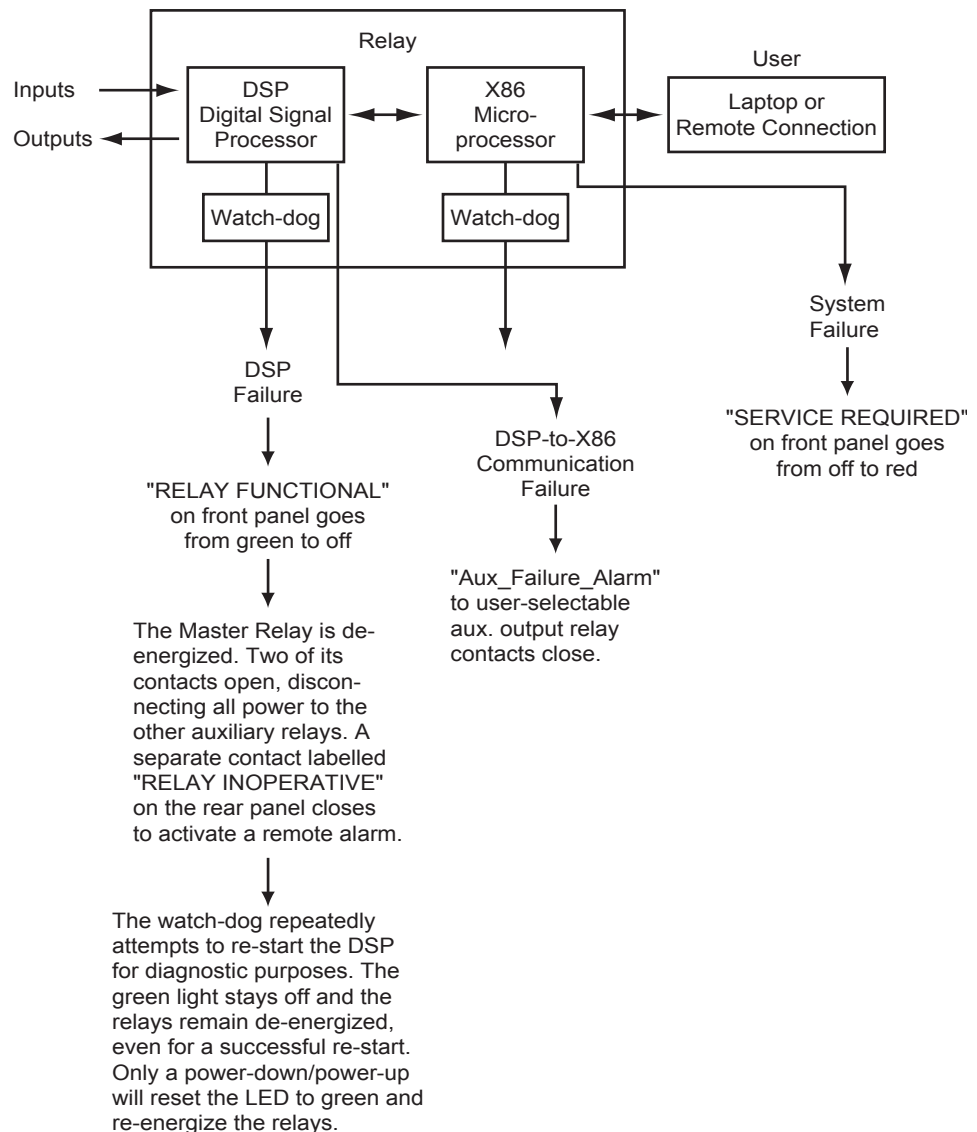 Relay
User
Inputs
Outputs
DSP
Digital Signal
Processor
X86
Micro-
processor
Laptop or
Remote Connection
Watch-dog
Watch-dog
DSP
Failure
"RELAY FUNCTIONAL"
on front panel goes
from green to off
The Master Relay is de-
energized. Two of its
contacts open, discon-
necting all power to the
other auxiliary relays. A
separate contact labelled
"RELAY INOPERATIVE"
on the rear panel closes
to activate a remote alarm.
The watch-dog repeatedly
attempts to re-start the DSP
for diagnostic purposes. The
green light stays off and the
relays remain de-energized,
even for a successful re-start.
Only a power-down/power-up
will reset the LED to green and
re-energize the relays.
DSP-to-X86
Communication
Failure
"Aux_Failure_Alarm"
to user-selectable
aux. output relay
contacts close.
System
Failure
"SERVICE REQUIRED"
on front panel goes
from off to red